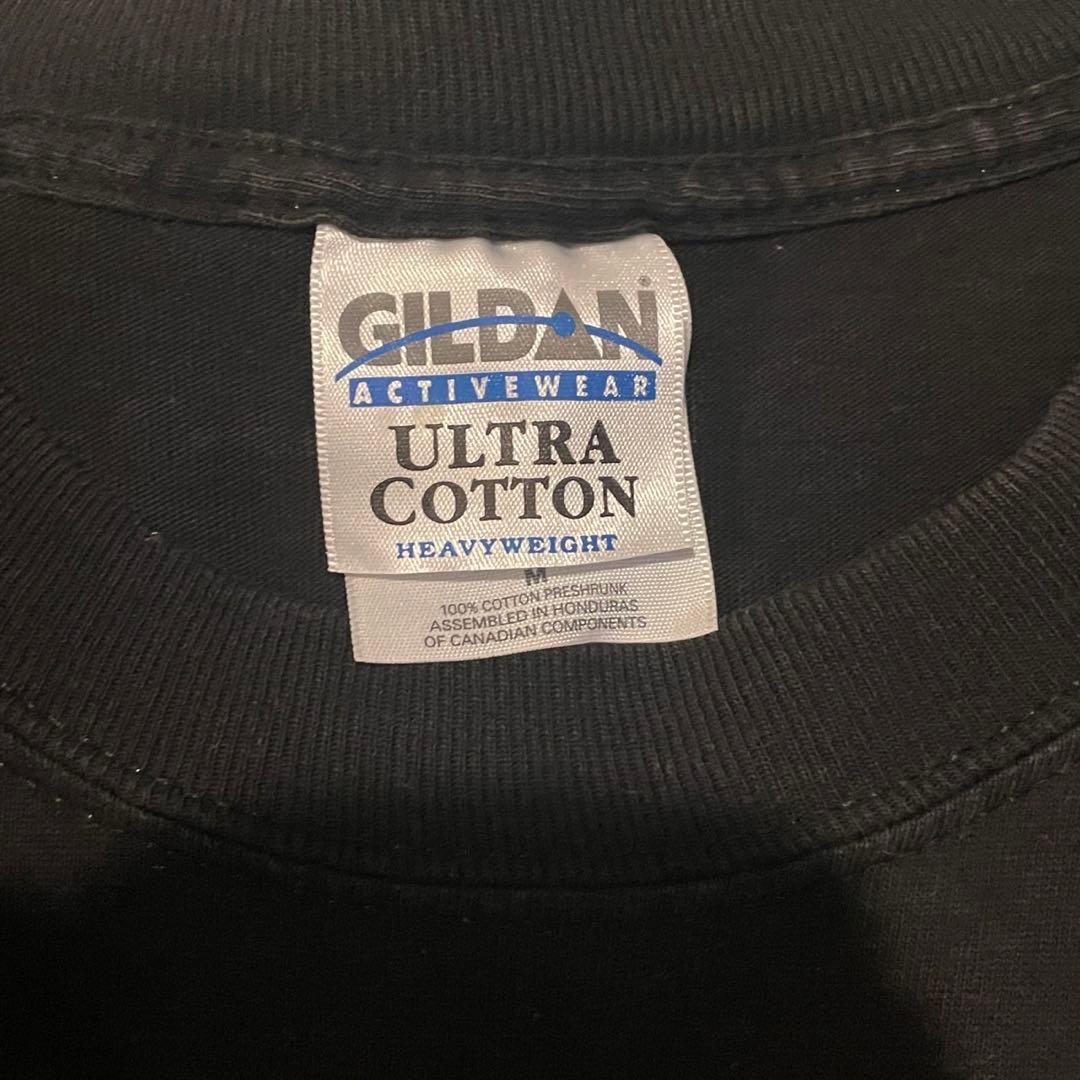 GILDAN®
ACTIVEWEAR
ULTRA
COTTON
HEAVYWEIGHT
M
100% COTTON PRESHRUNK
ASSEMBLED IN HONDURAS
OF CANADIAN COMPONENTS